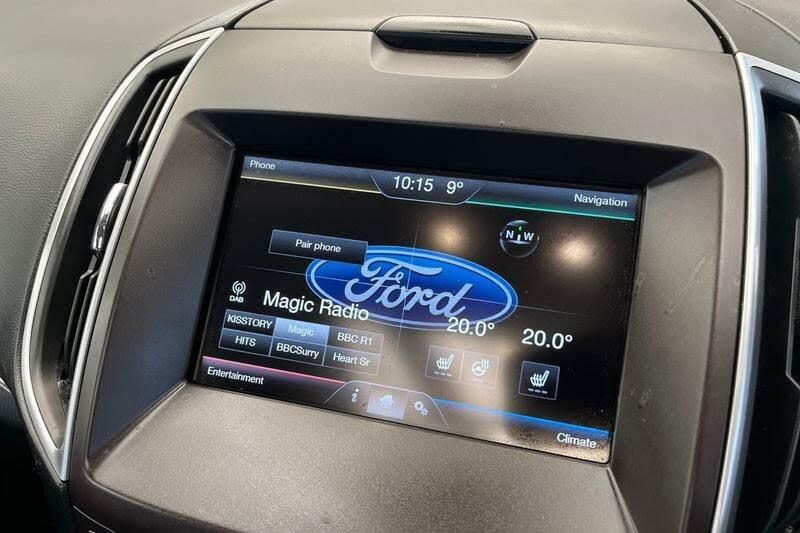 Phone
10:15 9°
Navigation
N W
Pair phone
Ford
DAB
Magic Radio
20.0°
20.0°
KISSTORY Magic BBC R1
HITS BBCSurry Heart Sr
Entertainment
i
Climate